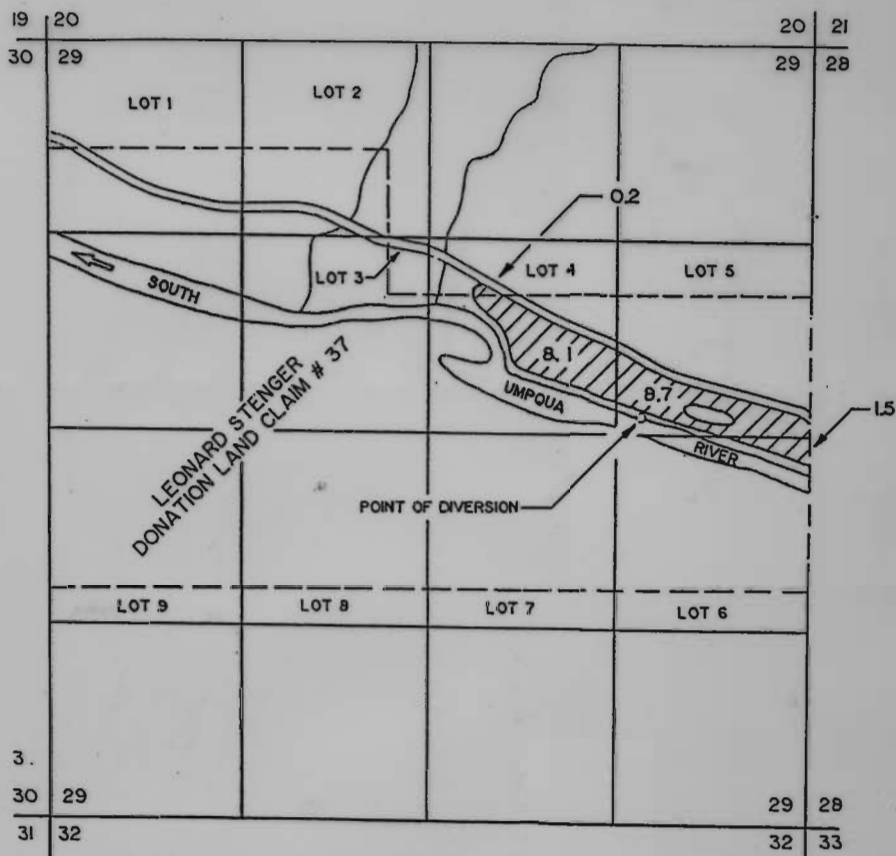 19 20
20 21
30 29
29 28
LOT 1
LOT 2
0.2
LOT 3
LOT 4
LOT 5
SOUTH
8.1
8.7
1.5
UMPQUA
RIVER
LEONARD STENGER
DONATION LAND CLAIM # 37
POINT OF DIVERSION
LOT 9
LOT 8
LOT 7
LOT 6
3.
30 29
29 28
31 32
32 33